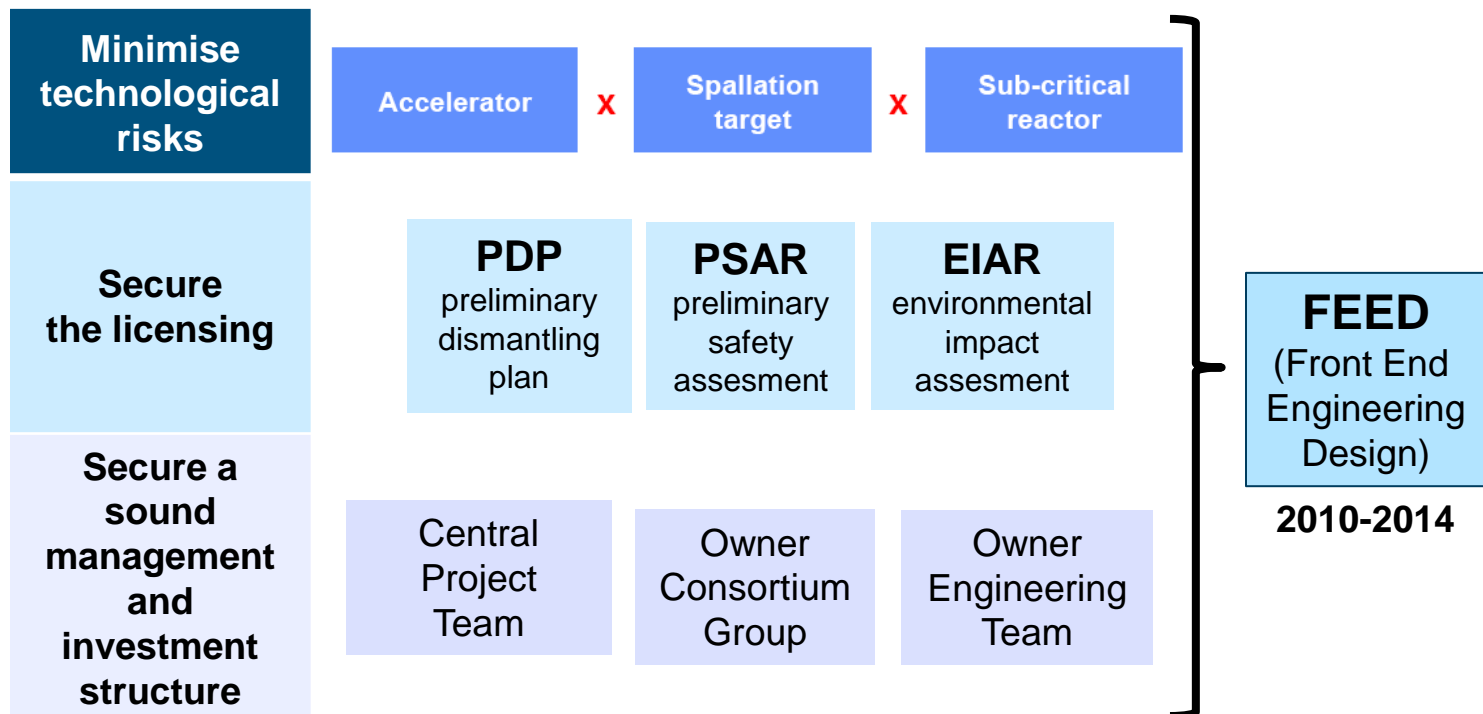 Minimise
technological
risks
Accelerator
x
Spallation
target
x
Sub-critical
reactor
Secure
the licensing
PDP
preliminary
dismantling
plan
PSAR
preliminary
safety
assesment
EIAR
environmental
impact
assesment
Secure a
sound
management
and
investment
structure
Central
Project
Team
Owner
Consortium
Group
Owner
Engineering
Team
FEED
(Front End
Engineering
Design)
2010-2014